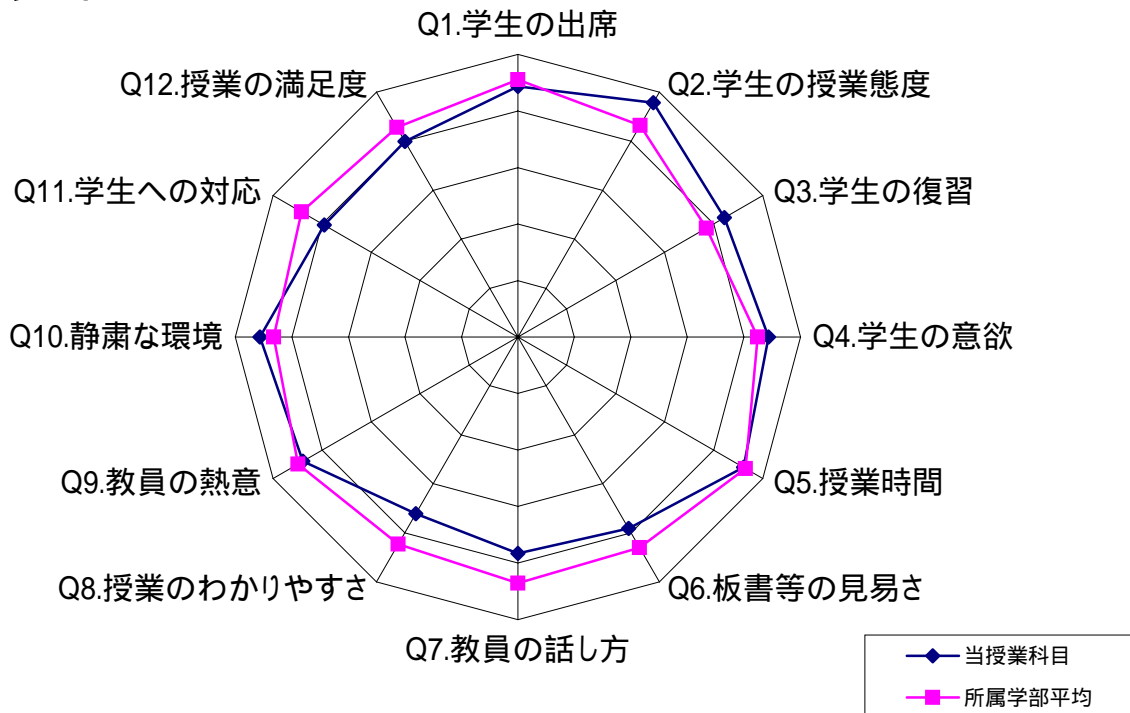 Q1.学生の出席
Q2.学生の授業態度
Q3.学生の復習
Q4.学生の意欲
Q5.授業時間
Q6.板書等の見易さ
Q7.教員の話し方
Q8.授業のわかりやすさ
Q9.教員の熱意
Q10.静粛な環境
Q11.学生への対応
Q12.授業の満足度
当授業科目
所属学部平均